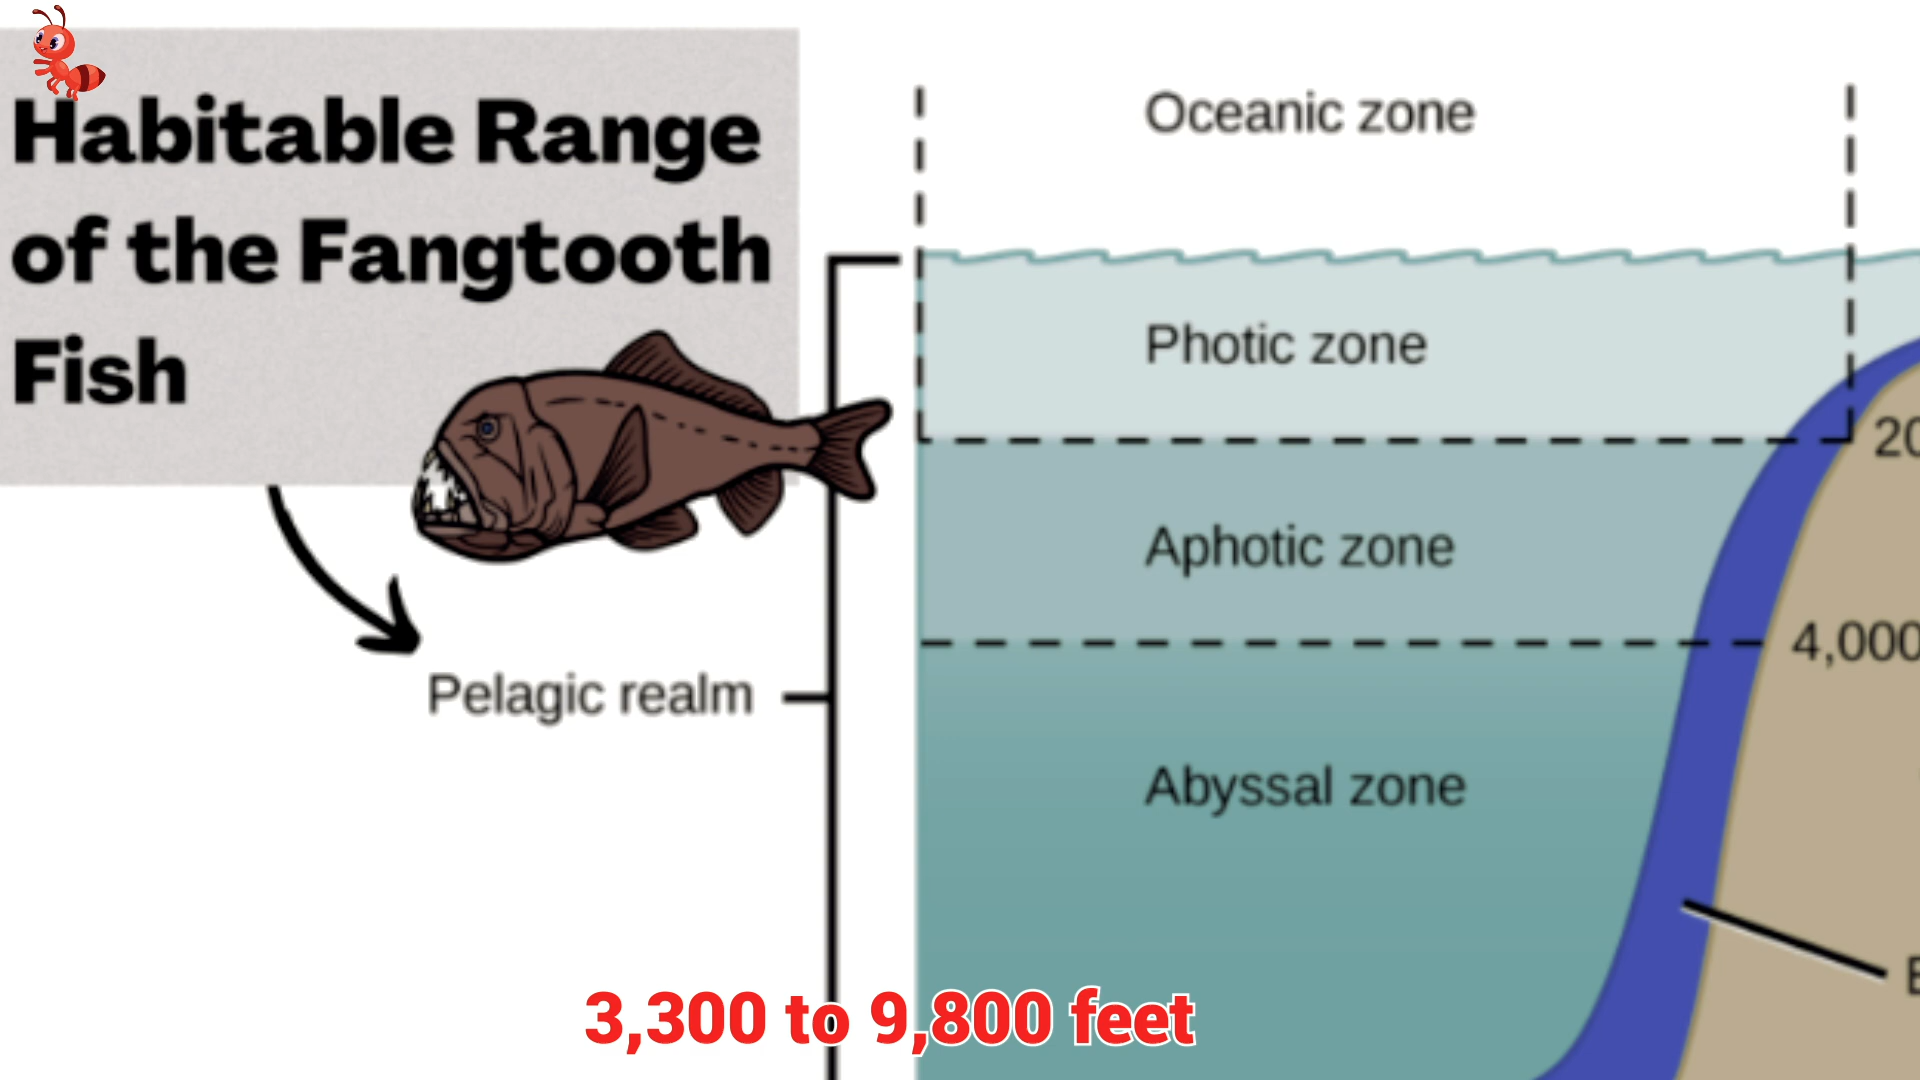 Habitable Range
of the Fangtooth
Fish
Oceanic zone
Photic zone
Aphotic zone
4,000
Pelagic realm
Abyssal zone
3,300 to 9,800 feet